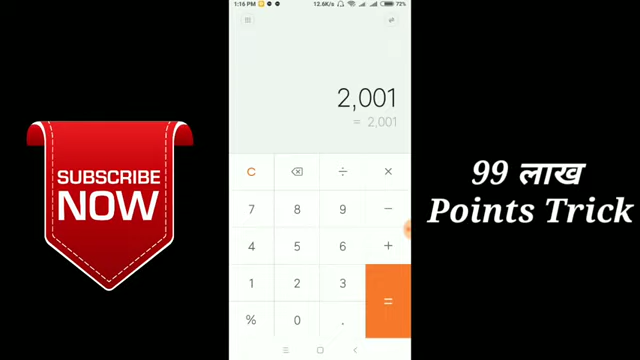 1:16 PM
12.6K/s
72%
2,001
= 2,001
SUBSCRIBE
NOW
99 लाख
Points Trick
C ÷ ×
7 8 9 −
4 5 6 +
1 2 3
% 0 . =